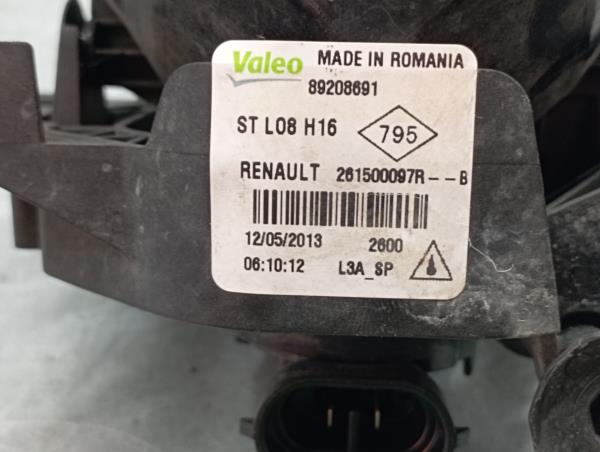 Valeo MADE IN ROMANIA
89208691
ST L08 H16 795
RENAULT 261500097R--B
12/05/2013 2600
06:10:12 L3A_SP